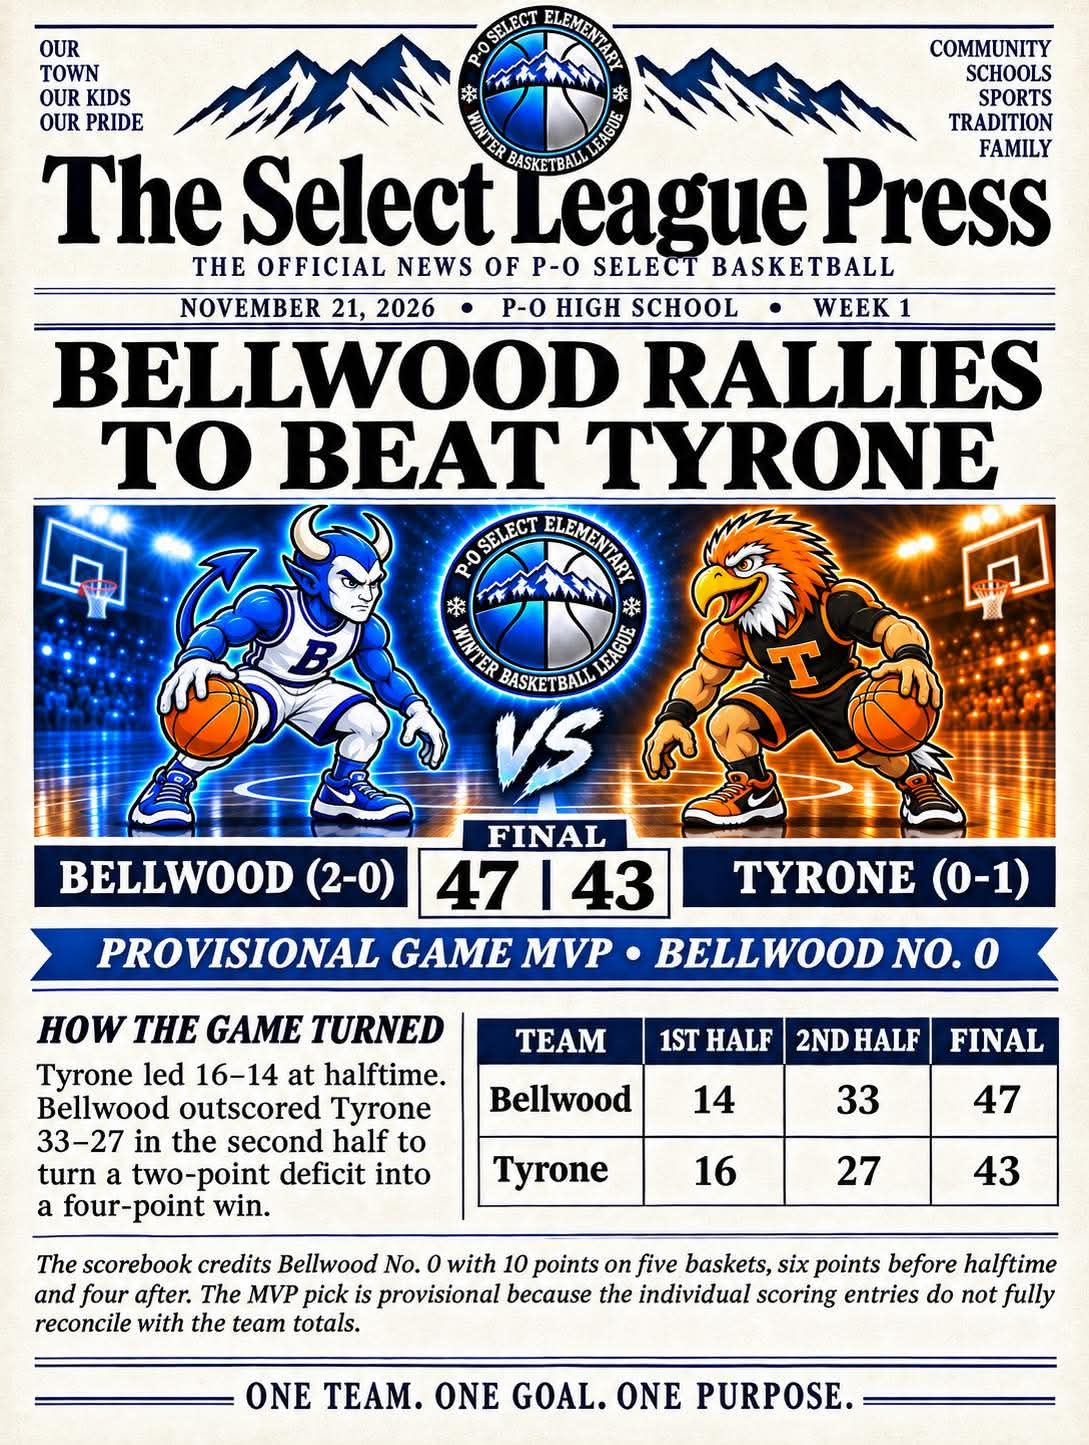 OUR
TOWN
OUR KIDS
OUR PRIDE
P-O SELECT ELEMENTARY
WINTER BASKETBALL LEAGUE
COMMUNITY
SCHOOLS
SPORTS
TRADITION
FAMILY
The Select League Press
THE OFFICIAL NEWS OF P-O SELECT BASKETBALL
NOVEMBER 21, 2026 • P-O HIGH SCHOOL • WEEK 1
BELLWOOD RALLIES
TO BEAT TYRONE
P-O SELECT ELEMENTARY
WINTER BASKETBALL LEAGUE
B
T
VS
FINAL
BELLWOOD (2-0) 47 | 43 TYRONE (0-1)
PROVISIONAL GAME MVP • BELLWOOD NO. 0
HOW THE GAME TURNED
Tyrone led 16–14 at halftime.
Bellwood outscored Tyrone
33–27 in the second half to
turn a two-point deficit into
a four-point win.
TEAM 1ST HALF 2ND HALF FINAL
Bellwood 14 33 47
Tyrone 16 27 43
The scorebook credits Bellwood No. 0 with 10 points on five baskets, six points before halftime
and four after. The MVP pick is provisional because the individual scoring entries do not fully
reconcile with the team totals.
ONE TEAM. ONE GOAL. ONE PURPOSE.